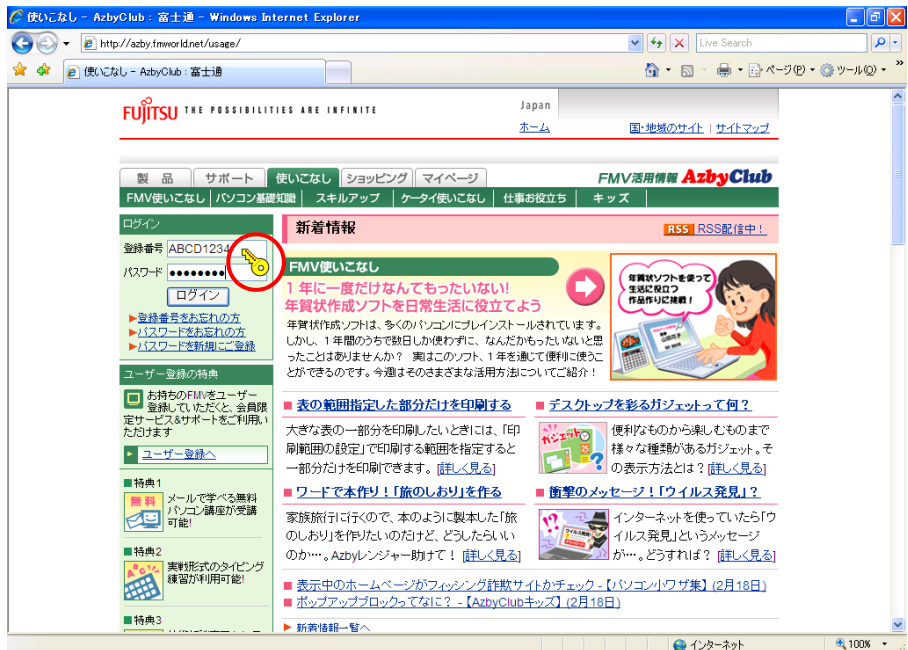 使いこなし - AzbyClub : 富士通 - Windows Internet Explorer
http://azby.fmworld.net/usage/
Live Search
使いこなし - AzbyClub : 富士通
ページ(P)
ツール(O)
FUJITSU THE POSSIBILITIES ARE INFINITE
Japan
ホーム
国・地域のサイト | サイトマップ
製 品
サポート
使いこなし
ショッピング
マイページ
FMV活用情報 AzbyClub
FMV使いこなし
パソコン基礎知識
スキルアップ
ケータイ使いこなし
仕事お役立ち
キッズ
ログイン
登録番号 ABCD1234
パスワード ●●●●●●●●
ログイン
▶登録番号をお忘れの方
▶パスワードをお忘れの方
▶パスワードを新規にご登録
ユーザー登録の特典
お持ちのFMVをユーザー
登録していただくと、会員限
定サービス&サポートをご利用い
ただけます
ユーザー登録へ
■特典1
無料
メールで学べる無料
パソコン講座が受講
可能!
■特典2
実戦形式のタイピング
練習が利用可能!
■特典3
新着情報
RSS RSS配信中!
FMV使いこなし
1年に一度だけなんてもったいない!
年賀状作成ソフトを日常生活に役立てよう
年賀状作成ソフトは、多くのパソコンにプレインストールされています。
しかし、1年間のうちで数日しか使わずに、なんだかもったいないと思
ったことはありませんか? 実はこのソフト、1年を通じて便利に使うこ
とができるのです。今週はそのさまざまな活用方法についてご紹介!
年賀状ソフトを使って
生活に役立つ
作品作りに挑戦!
■ 表の範囲指定した部分だけを印刷する
大きな表の一部分を印刷したいときには、「印
刷範囲の設定」で印刷する範囲を指定すると
一部分だけを印刷できます。[詳しく見る]
■ デスクトップを彩るガジェットって何?
ガジェット
便利なものから楽しむものまで
様々な種類があるガジェット。そ
の表示方法とは?[詳しく見る]
■ ワードで本作り!「旅のしおり」を作る
家族旅行に行くので、本のように製本した「旅
のしおり」を作りたいのだけど、どうしたらいい
のか…。Azbyレンジャー助けて! [詳しく見る]
■ 衝撃のメッセージ!「ウイルス発見」?
インターネットを使っていたら「ウ
イルス発見」というメッセージ
が…。どうすれば? [詳しく見る]
■ 表示中のホームページがフィッシング詐欺サイトかチェック -【パソコン小ワザ集】(2月18日)
■ ポップアップブロックってなに? -【AzbyClubキッズ】(2月18日)
▶ 新着情報一覧へ
インターネット
100%